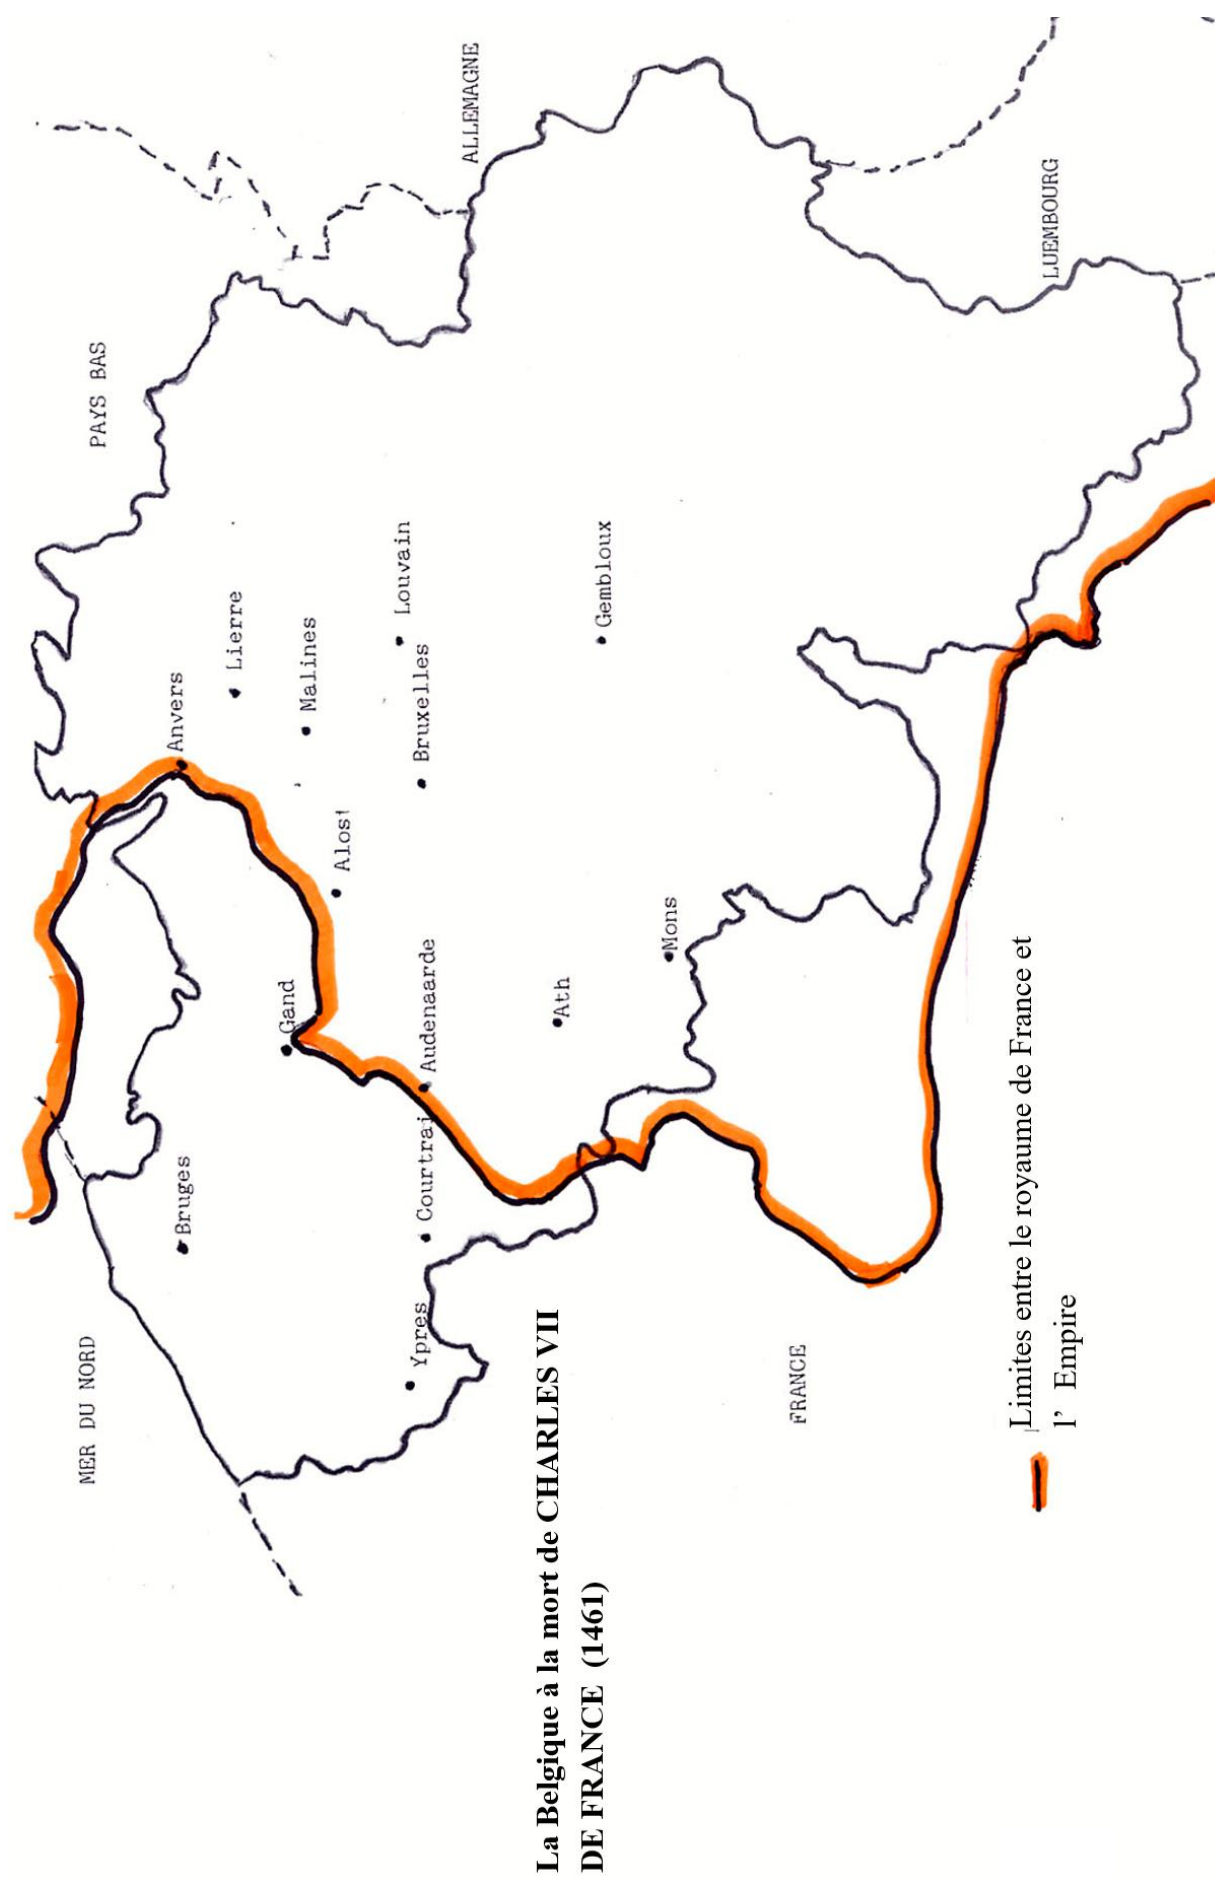 MER DU NORD
PAYS BAS
ALLEMAGNE
Anvers
Lierre
Bruges
Malines
Gand
Alost
Louvain
Bruxelles
Audenaarde
Courtrai
Ypres
Gembloux
Ath
Mons
La Belgique à la mort de CHARLES VII
DE FRANCE (1461)
FRANCE
LUEMBOURG
Limites entre le royaume de France et
l' Empire